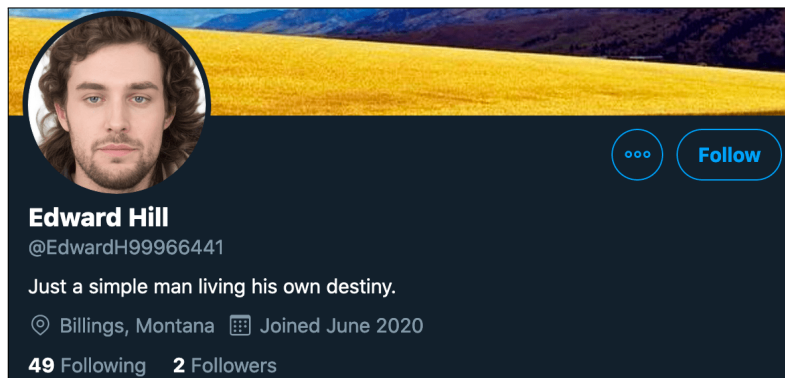 Follow
Edward Hill
@EdwardH99966441
Just a simple man living his own destiny.
Billings, Montana Joined June 2020
49 Following 2 Followers